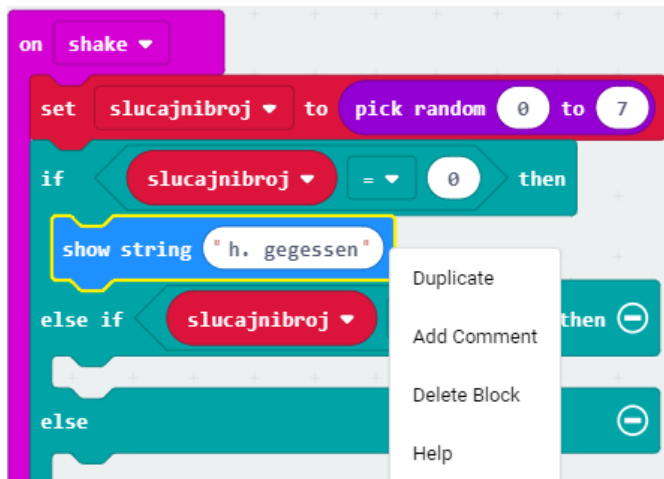 on shake
set slucajnibroj to pick random 0 to 7
if slucajnibroj = 0 then
show string "h. gegessen"
Duplicate
else if slucajnibroj then
Add Comment
Delete Block
else
Help